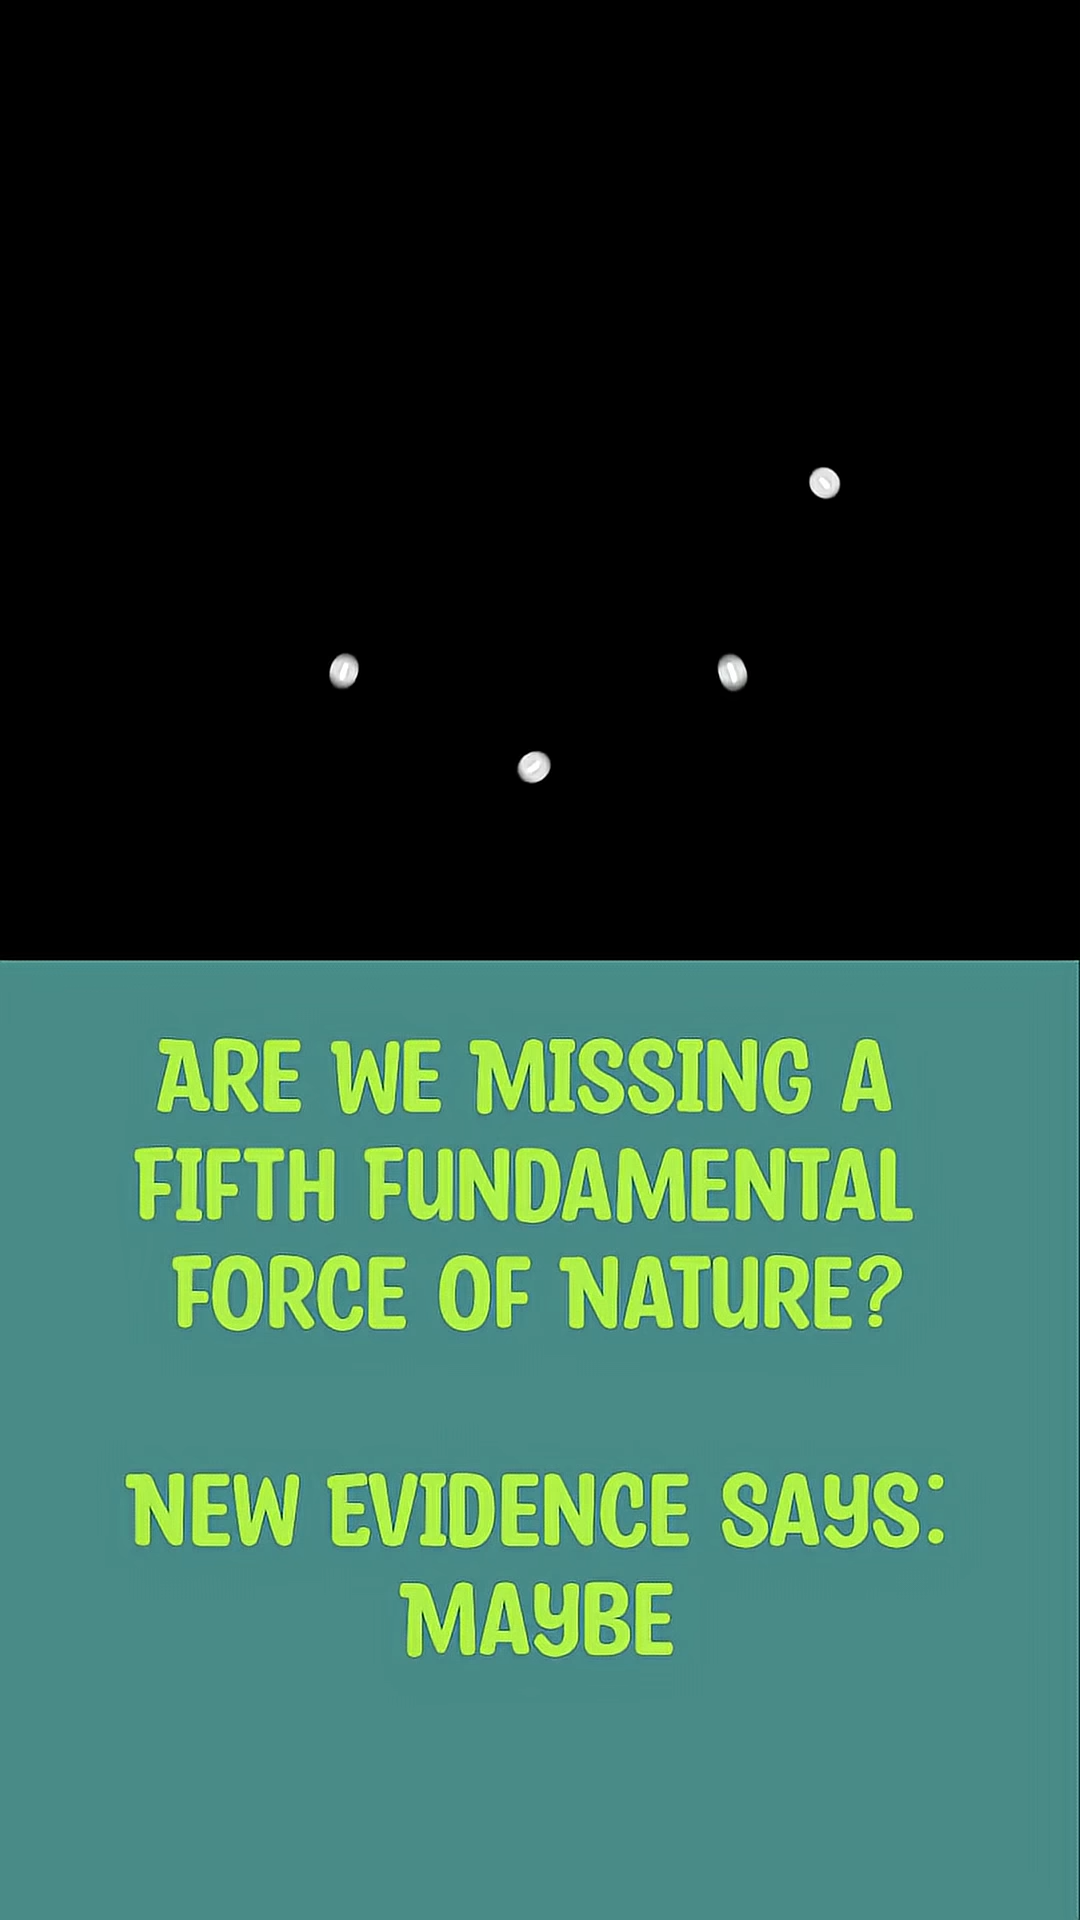 ARE WE MISSING A
FIFTH FUNDAMENTAL
FORCE OF NATURE?
NEW EVIDENCE SAYS:
MAYBE